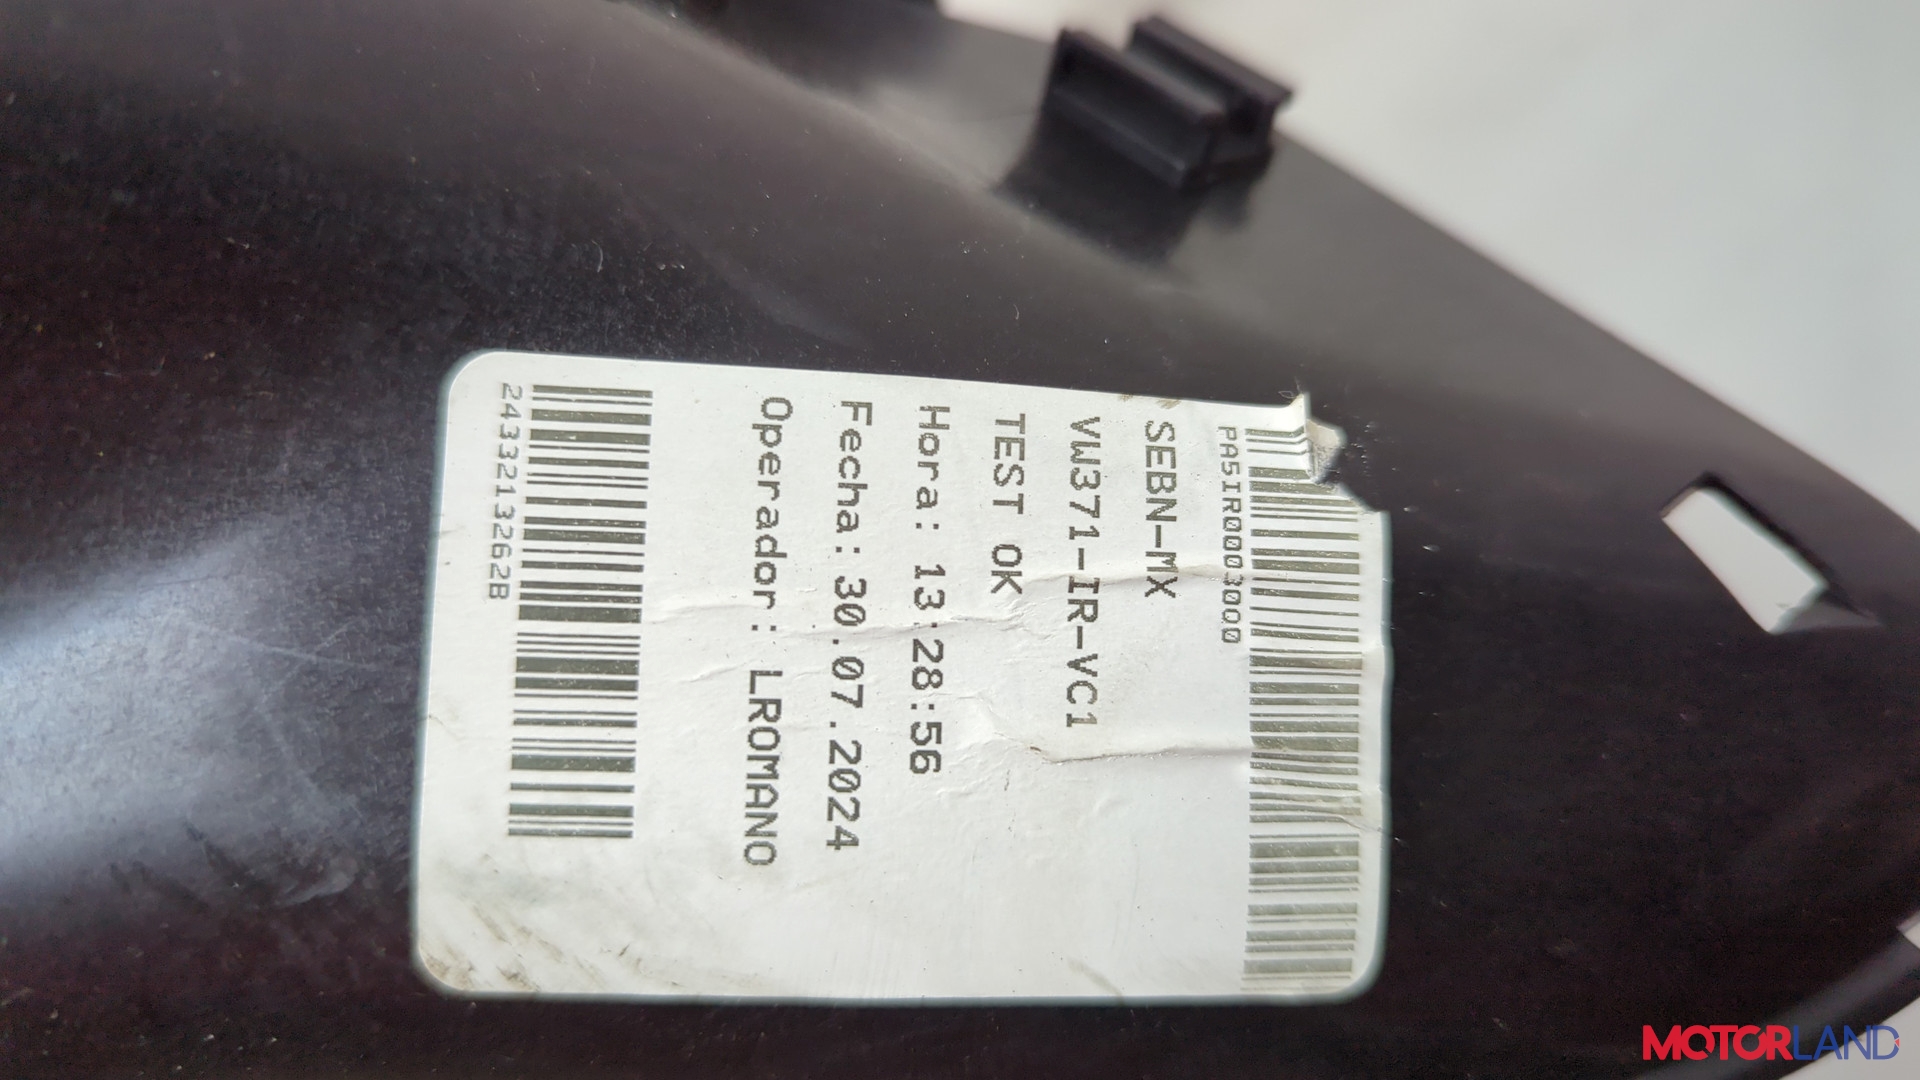 PA5IR0003000
SEBN-MX
VW371-IR-VC1
TEST OK
Hora: 13:28:56
Fecha: 30.07.2024
Operador: LROMANO
2433213262B
MOTORLAND